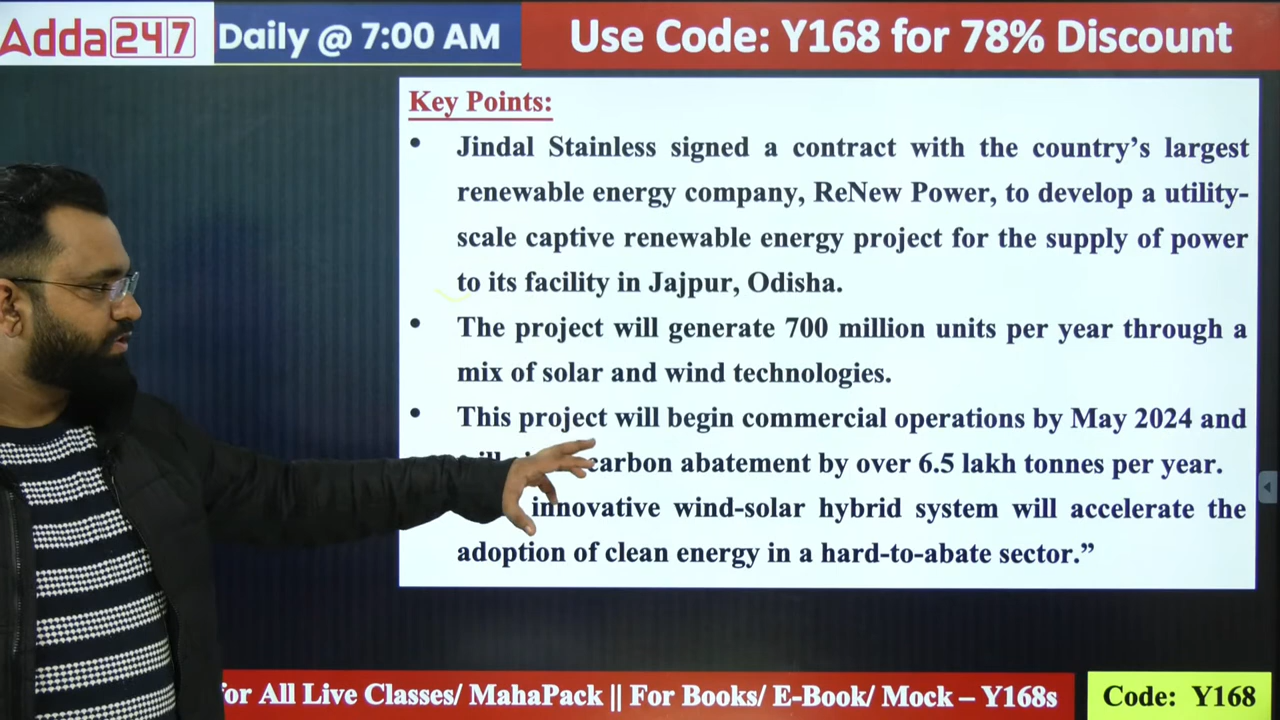 Adda247 Daily @ 7:00 AM Use Code: Y168 for 78% Discount
Key Points:
• Jindal Stainless signed a contract with the country’s largest
renewable energy company, ReNew Power, to develop a utility-
scale captive renewable energy project for the supply of power
to its facility in Jajpur, Odisha.
• The project will generate 700 million units per year through a
mix of solar and wind technologies.
• This project will begin commercial operations by May 2024 and
carbon abatement by over 6.5 lakh tonnes per year.
innovative wind-solar hybrid system will accelerate the
adoption of clean energy in a hard-to-abate sector.”
for All Live Classes/ MahaPack || For Books/ E-Book/ Mock – Y168s Code: Y168